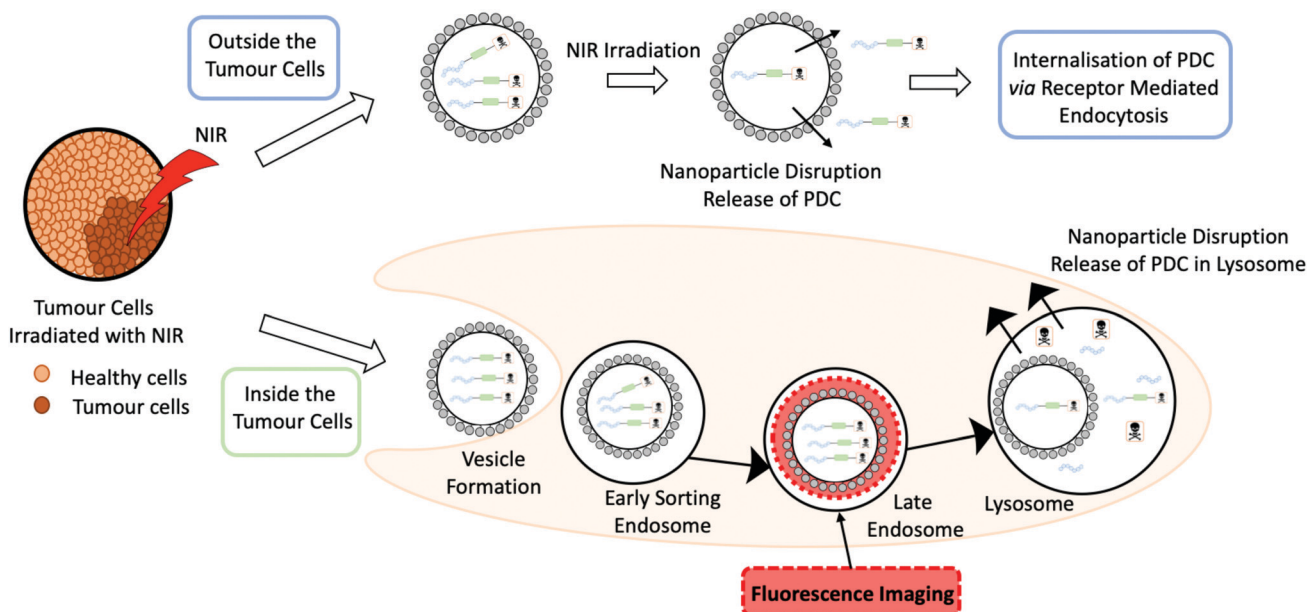 Outside the
Tumour Cells
NIR
NIR Irradiation
Nanoparticle Disruption
Release of PDC
Internalisation of PDC
via Receptor Mediated
Endocytosis
Tumour Cells
Irradiated with NIR
Healthy cells
Tumour cells
Inside the
Tumour Cells
Vesicle
Formation
Early Sorting
Endosome
Late
Endosome
Lysosome
Nanoparticle Disruption
Release of PDC in Lysosome
Fluorescence Imaging